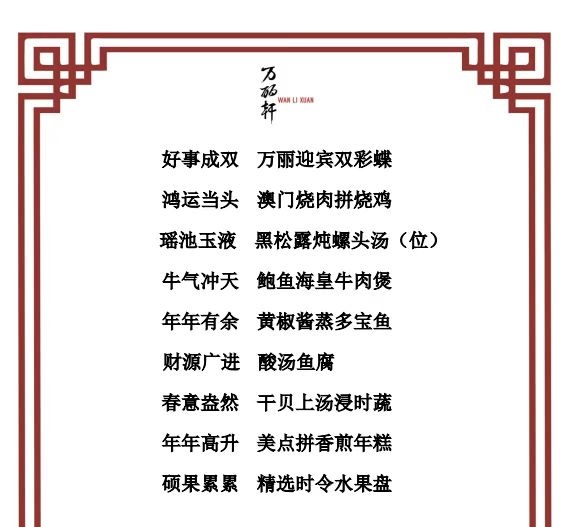 万丽轩
WAN LI XUAN
好事成双 万丽迎宾双彩蝶
鸿运当头 澳门烧肉拼烧鸡
瑶池玉液 黑松露炖螺头汤（位）
牛气冲天 鲍鱼海皇牛肉煲
年年有余 黄椒酱蒸多宝鱼
财源广进 酸汤鱼腐
春意盎然 干贝上汤浸时蔬
年年高升 美点拼香煎年糕
硕果累累 精选时令水果盘